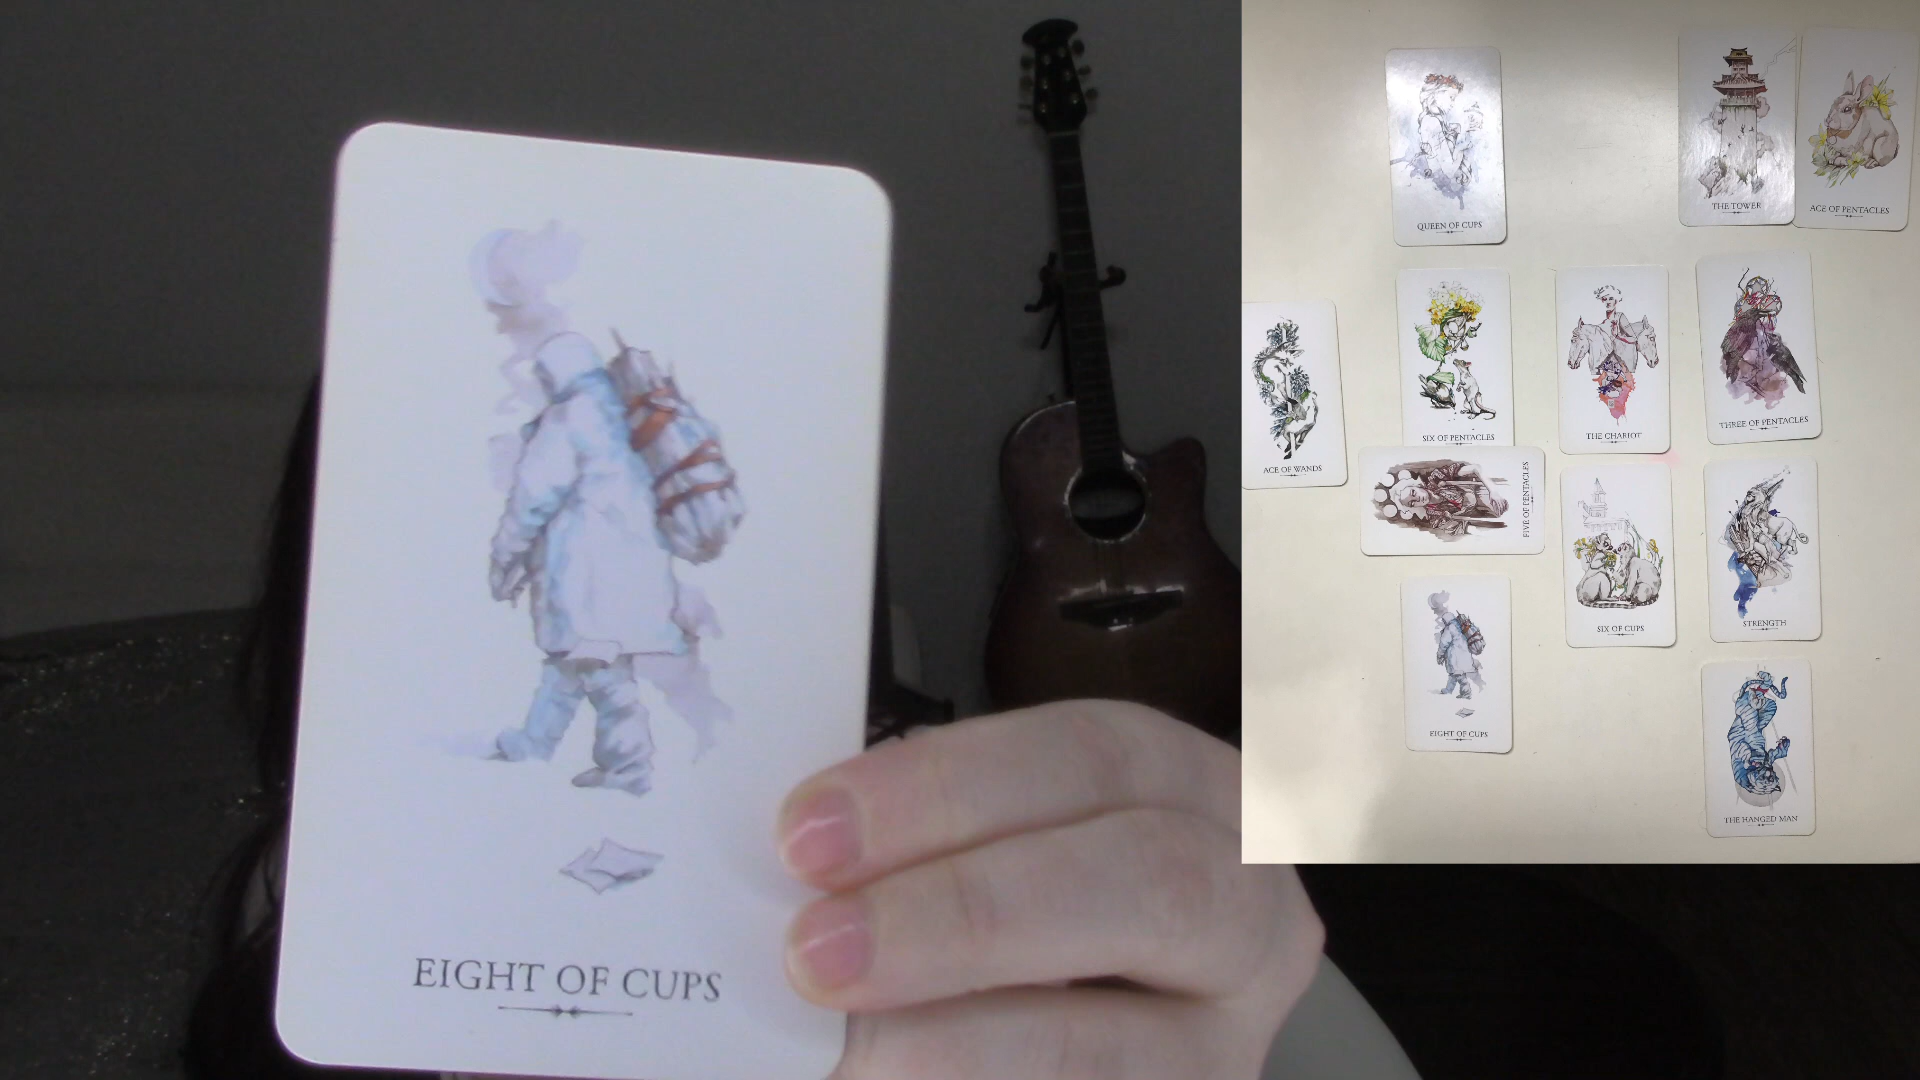 EIGHT OF CUPS
QUEEN OF CUPS
THE TOWER
ACE OF PENTACLES
ACE OF WANDS
SIX OF PENTACLES
THE CHARIOT
THREE OF PENTACLES
FIVE OF PENTACLES
SIX OF CUPS
STRENGTH
EIGHT OF CUPS
THE HANGED MAN